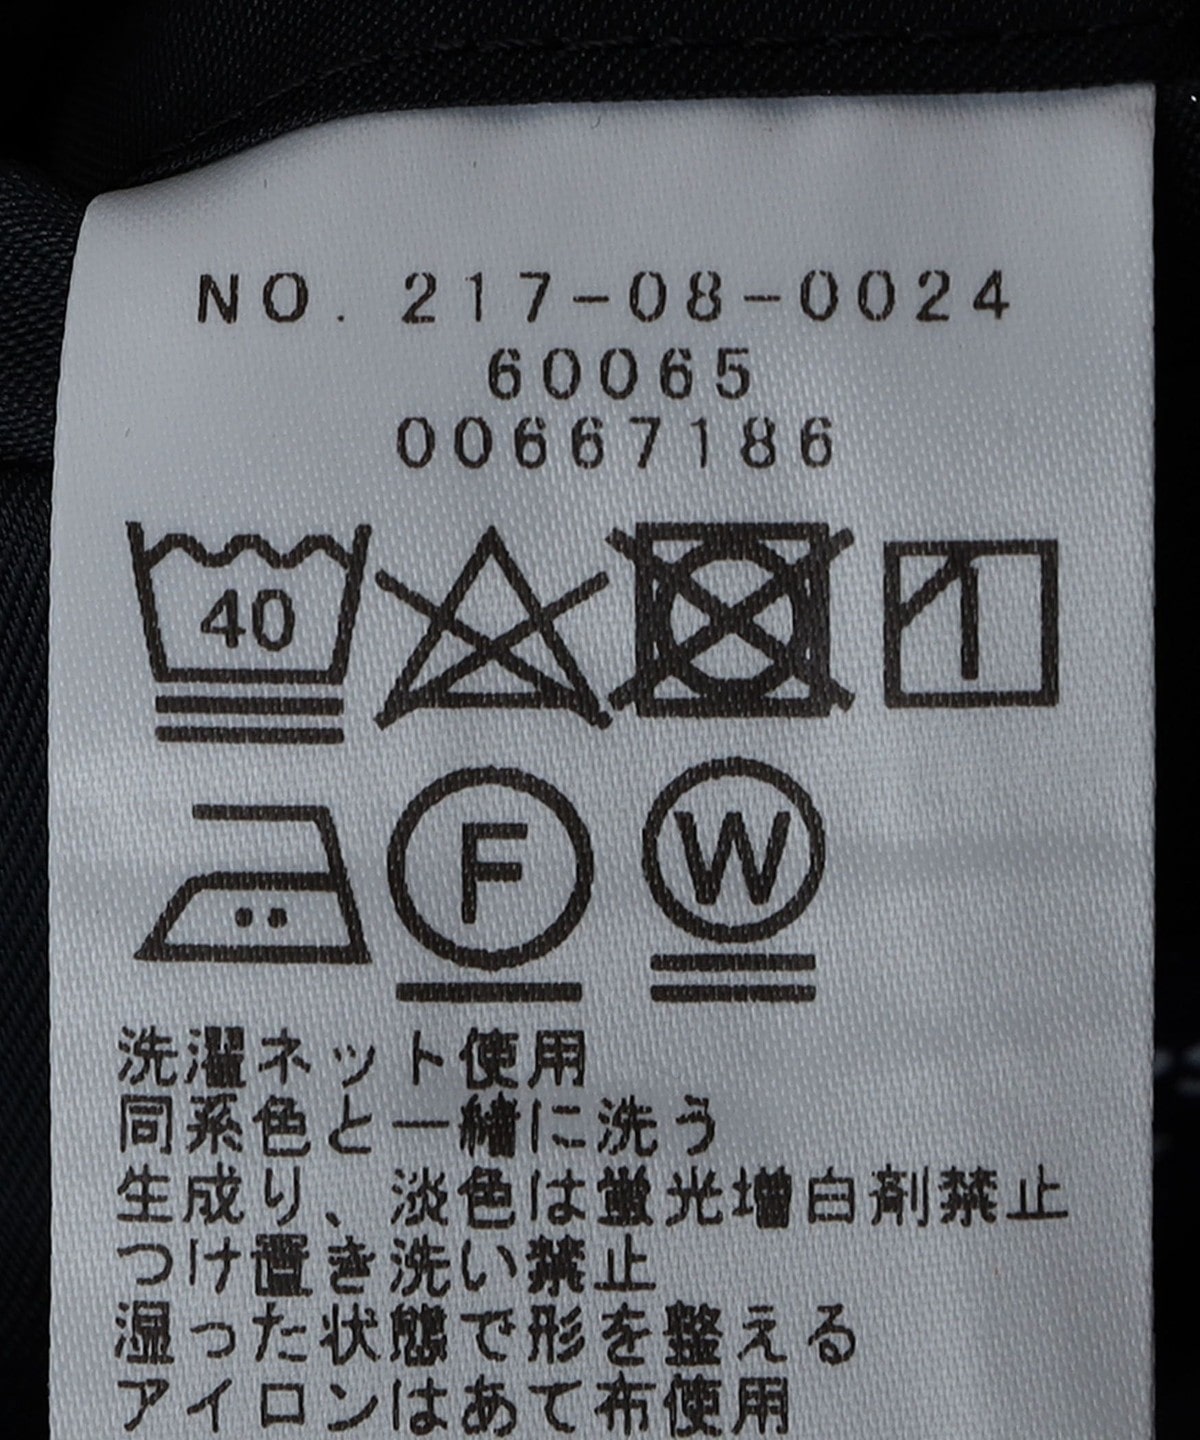 NO. 217-08-0024
60065
00667186
40
F W
洗濯ネット使用
同系色と一緒に洗う
生成り、淡色は蛍光増白剤禁止
つけ置き洗い禁止
湿った状態で形を整える
アイロンはあて布使用